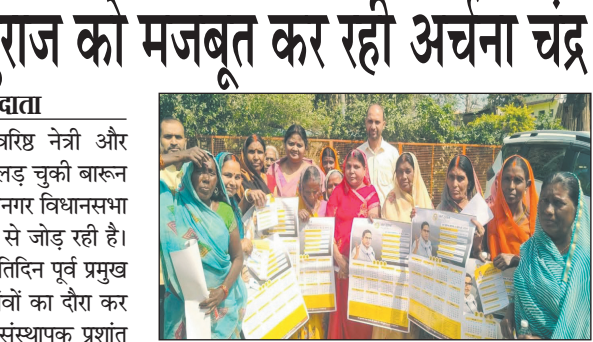 राज को मजबूत कर रही अर्चना चंद्र
दाता
वरिष्ठ नेत्री और
लड़ चुकी बारून
नगर विधानसभा
से जोड़ रही है।
तिदिन पूर्व प्रमुख
का दौरा कर
संस्थापक प्रशांत